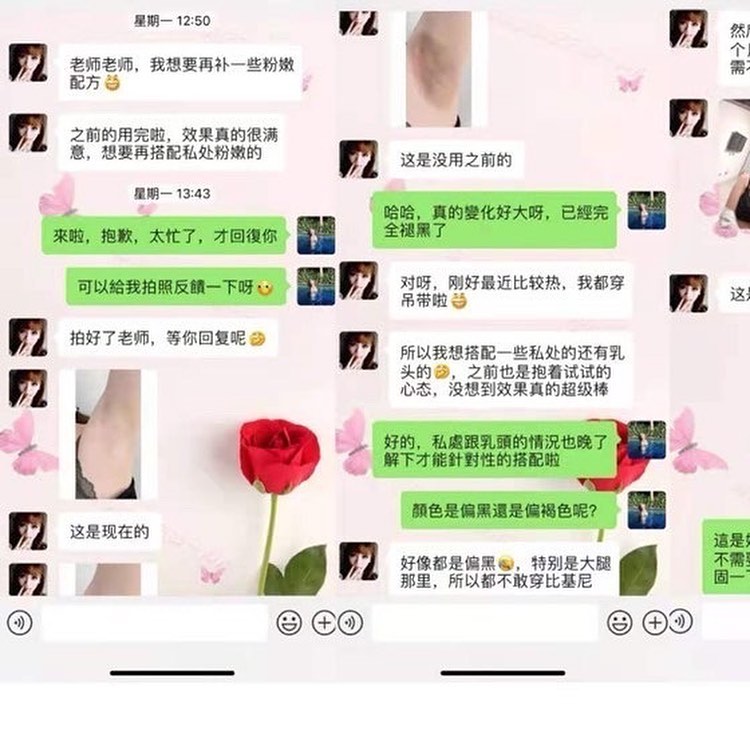 星期一 12:50
老师老师，我想要再补一些粉嫩
配方😆
之前的用完啦，效果真的很满
意，想要再搭配私处粉嫩的
星期一 13:43
來啦，抱歉，太忙了，才回復你
可以給我拍照反饋一下呀😉
拍好了老师，等你回复呢🤣
这是现在的
这是没用之前的
哈哈，真的變化好大呀，已經完
全褪黑了
对呀，刚好最近比较热，我都穿
吊带啦😆
所以我想搭配一些私处的还有乳
头的🤣，之前也是抱着试试的
心态，没想到效果真的超级棒
好的，私處跟乳頭的情況也晚了
解下才能針對性的搭配啦
顏色是偏黑還是偏褐色呢？
好像都是偏黑😪，特别是大腿
那里，所以都不敢穿比基尼
然
个
需
这
這是
不需
固一